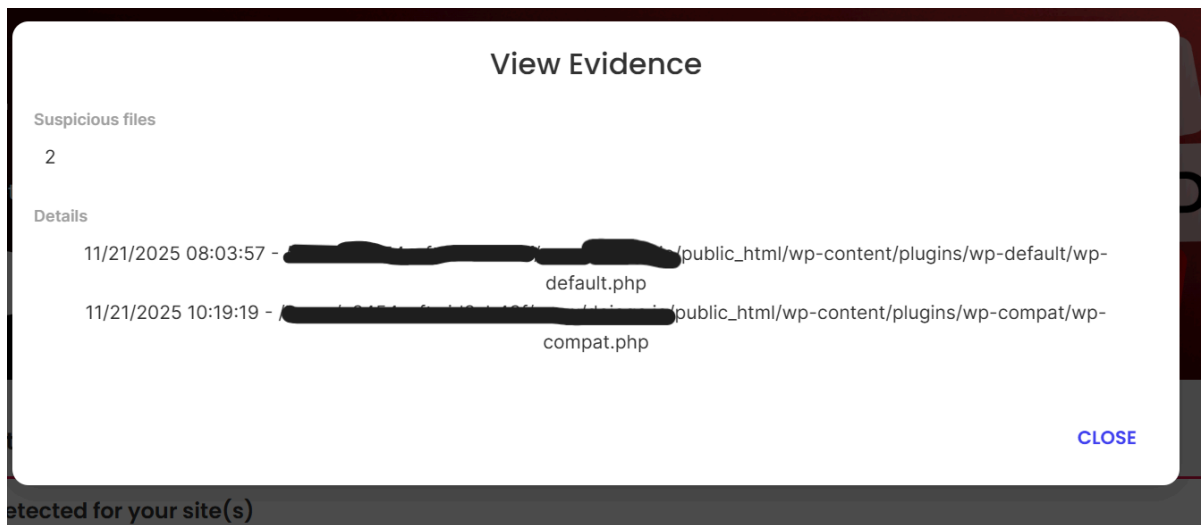 View Evidence
Suspicious files
2
Details
11/21/2025 08:03:57 - /public_html/wp-content/plugins/wp-default/wp-
default.php
11/21/2025 10:19:19 - /public_html/wp-content/plugins/wp-compat/wp-
compat.php
CLOSE
etected for your site(s)